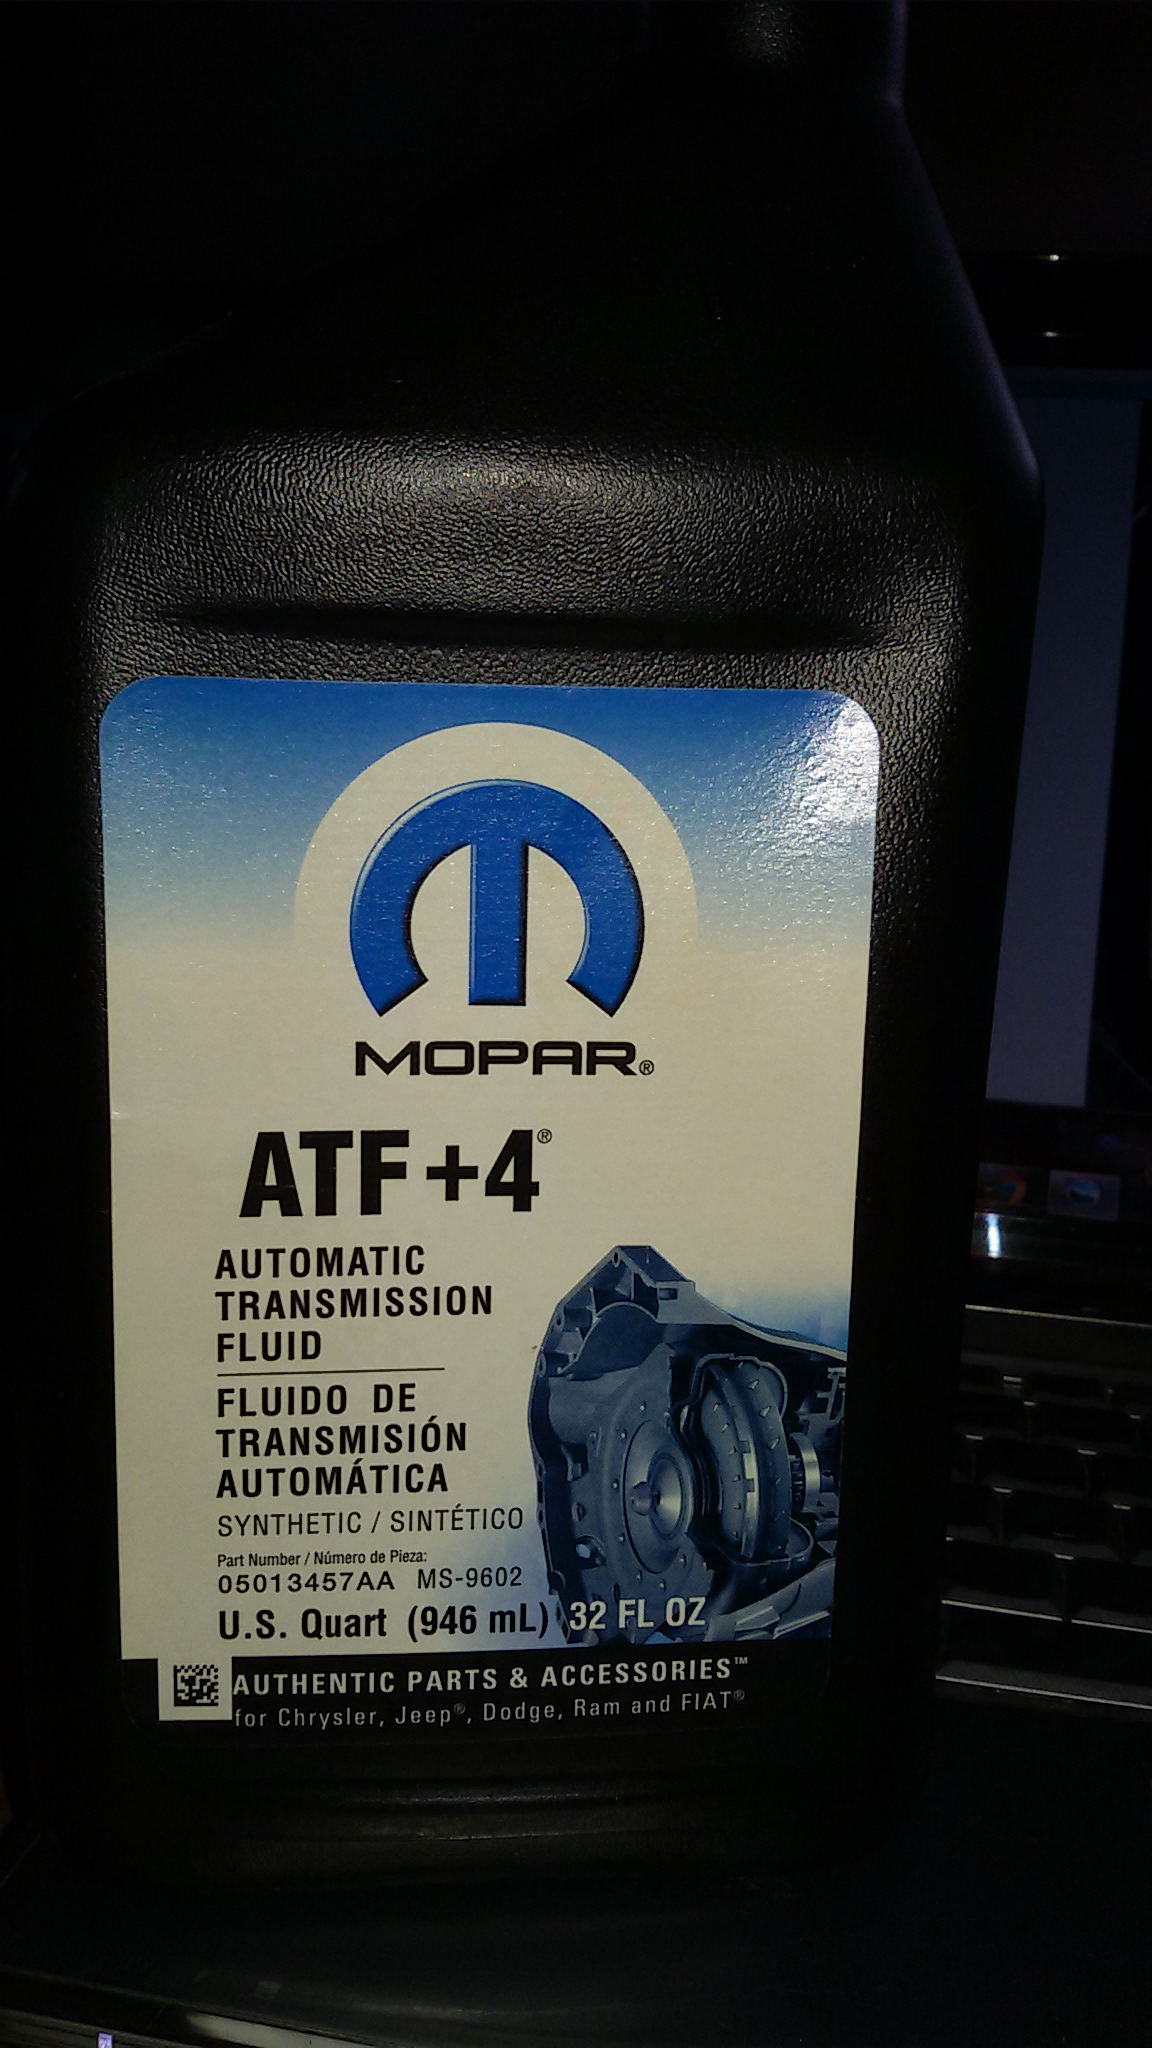 MOPAR®
ATF+4®
AUTOMATIC
TRANSMISSION
FLUID
FLUIDO DE
TRANSMISIÓN
AUTOMÁTICA
SYNTHETIC / SINTÉTICO
Part Number / Número de Pieza:
05013457AA MS-9602
U.S. Quart (946 mL) 32 FL OZ
AUTHENTIC PARTS & ACCESSORIES™
for Chrysler, Jeep®, Dodge, Ram and FIAT®